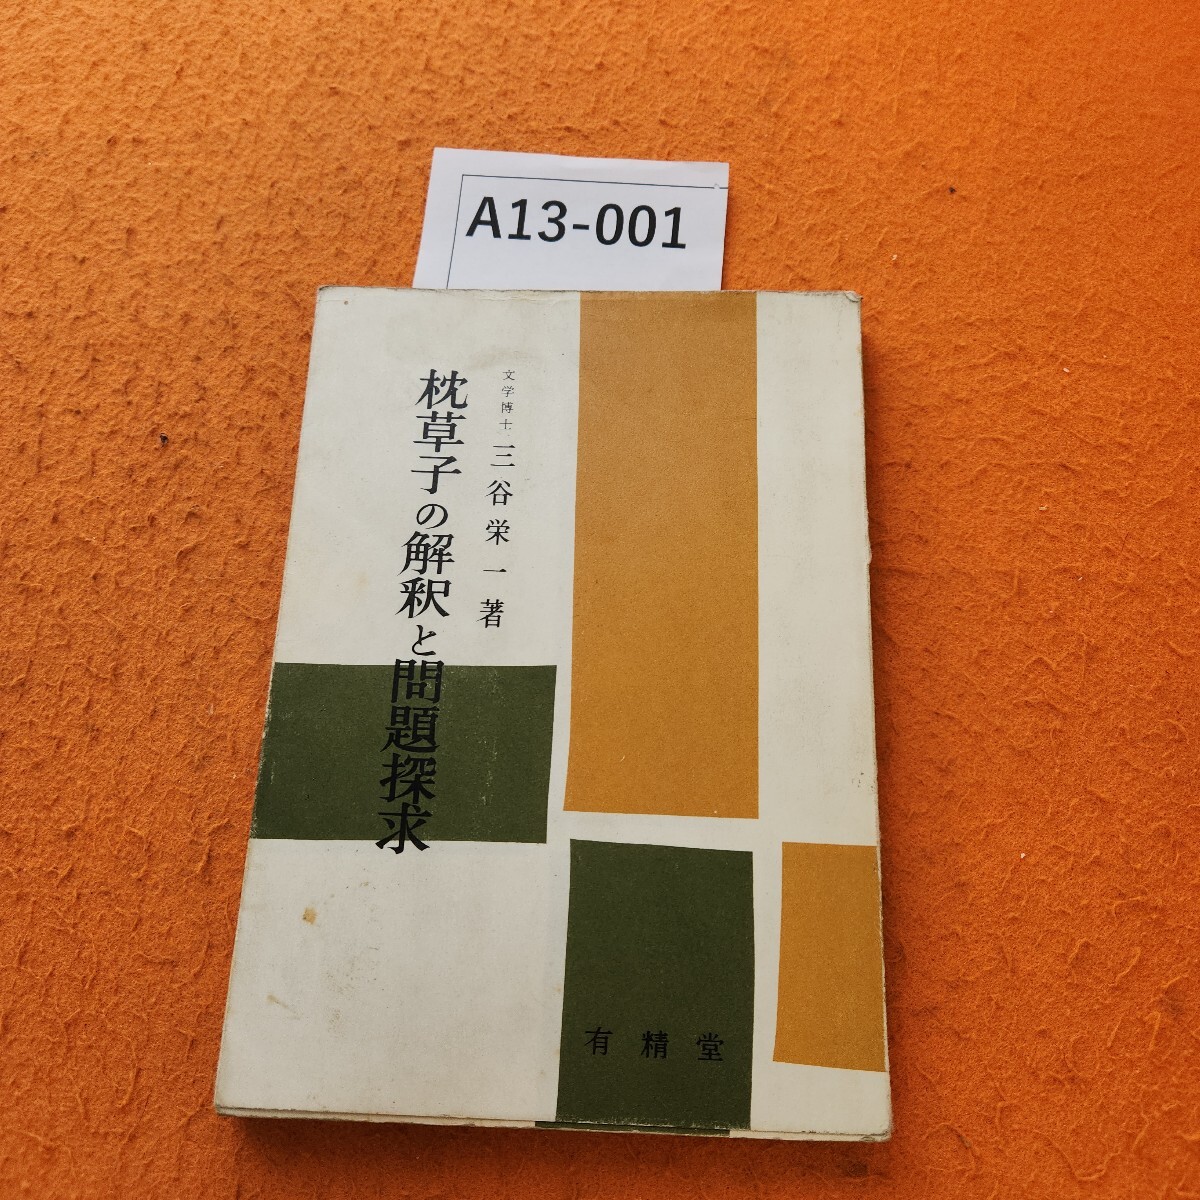 A13-001
文学博士 三谷栄一著
枕草子の解釈と問題探求
有精堂